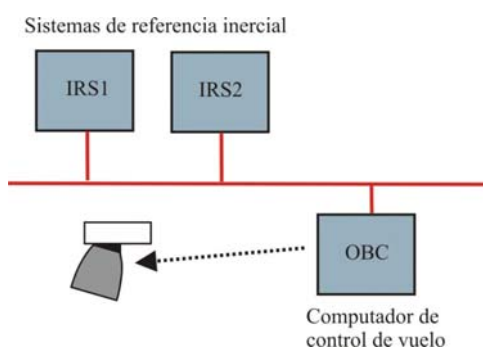 Sistemas de referencia inercial
IRS1
IRS2
OBC
Computador de
control de vuelo